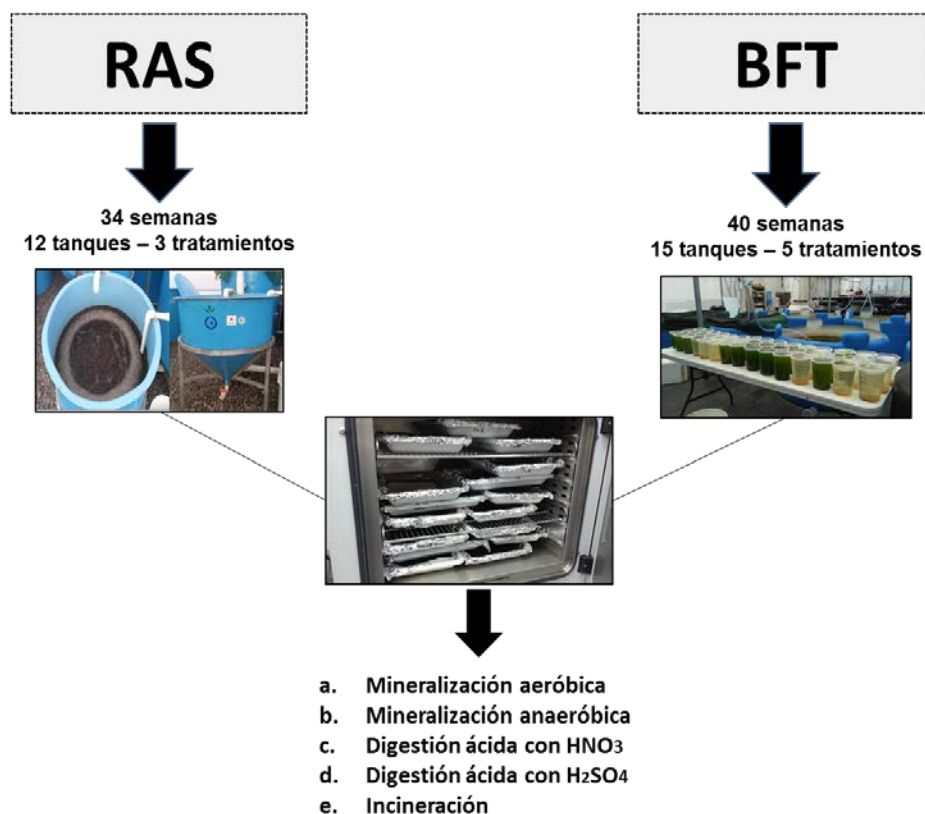 RAS
BFT
34 semanas
12 tanques – 3 tratamientos
40 semanas
15 tanques – 5 tratamientos
a. Mineralización aeróbica
b. Mineralización anaeróbica
c. Digestión ácida con HNO3
d. Digestión ácida con H2SO4
e. Incineración